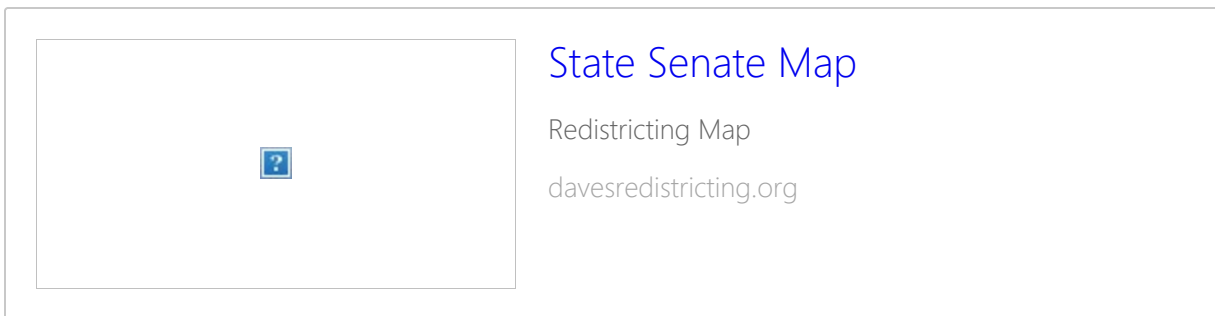 State Senate Map
Redistricting Map
davesredistricting.org